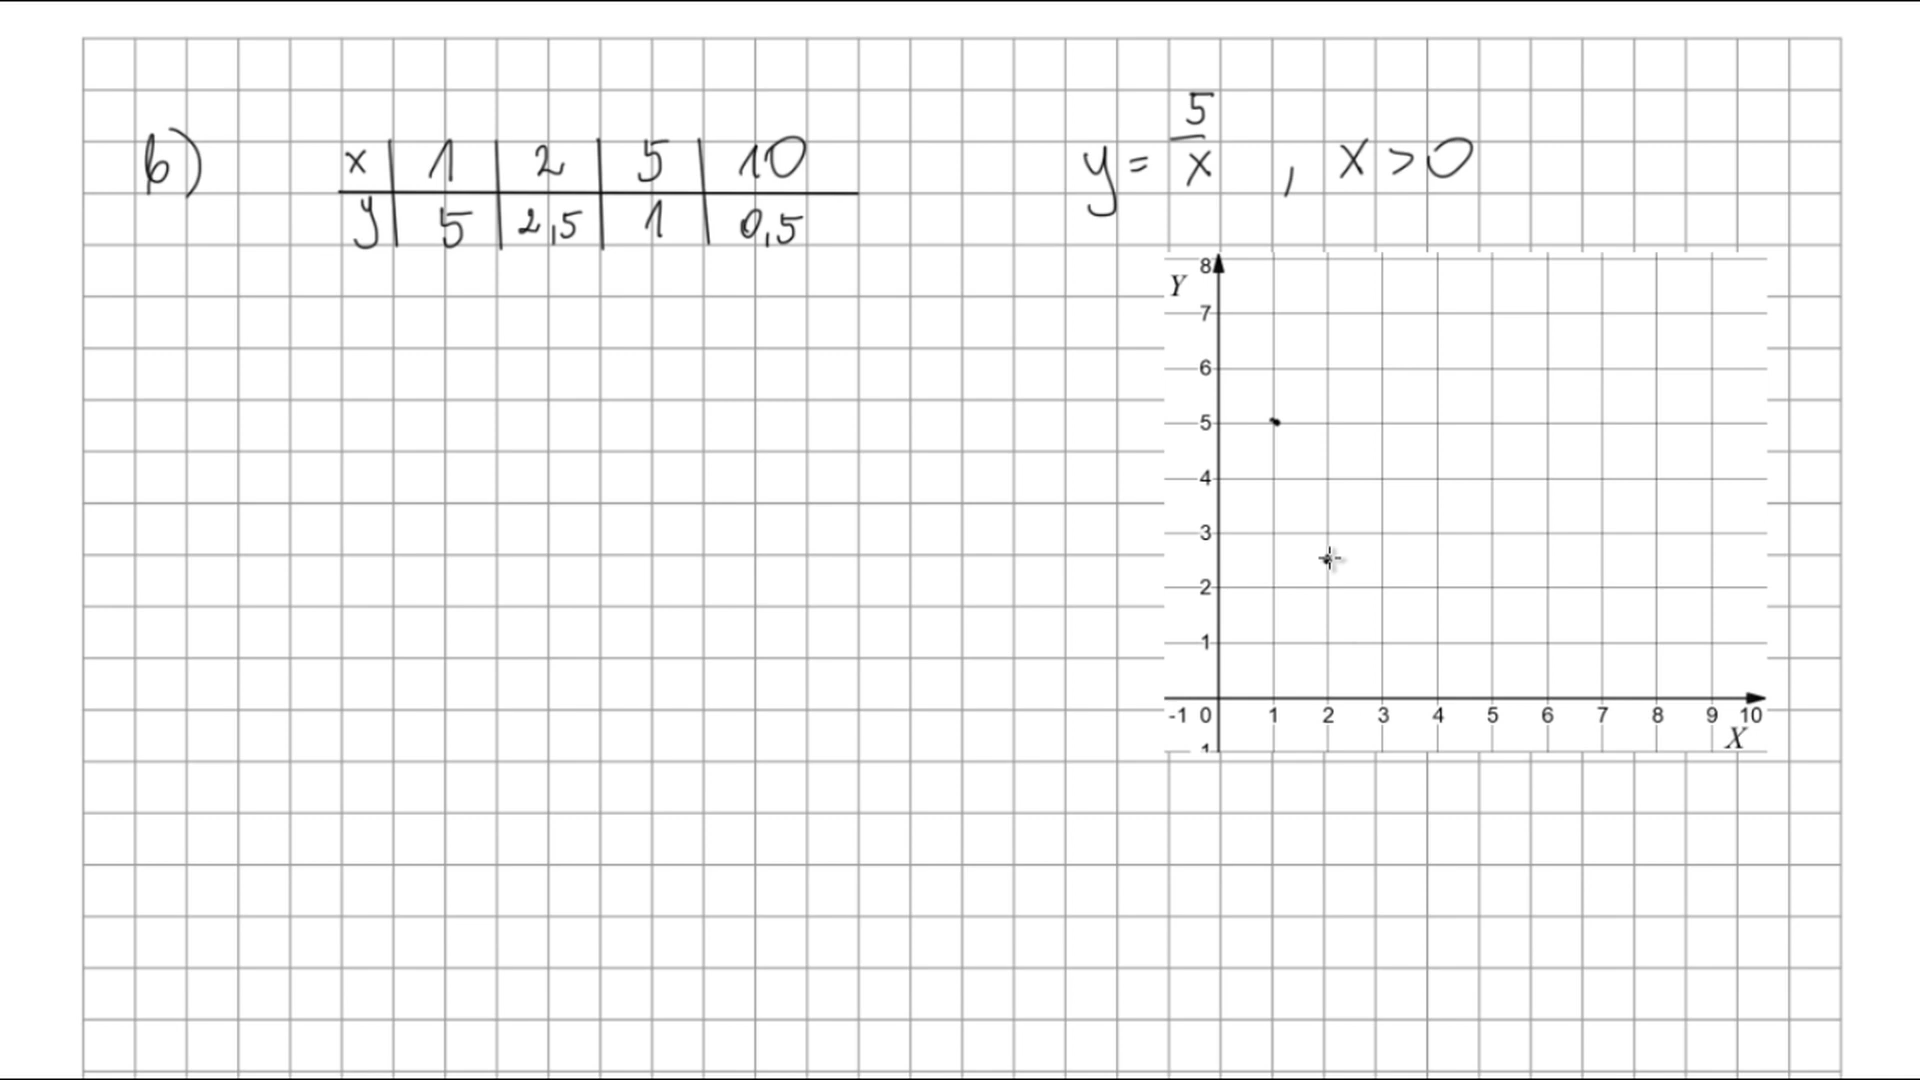 b)
x | 1 | 2 | 5 | 10
y | 5 | 2,5 | 1 | 0,5
y = 5/x , x > 0
Y
8
7
6
5
4
3
2
1
-1 0 1 2 3 4 5 6 7 8 9 10
X